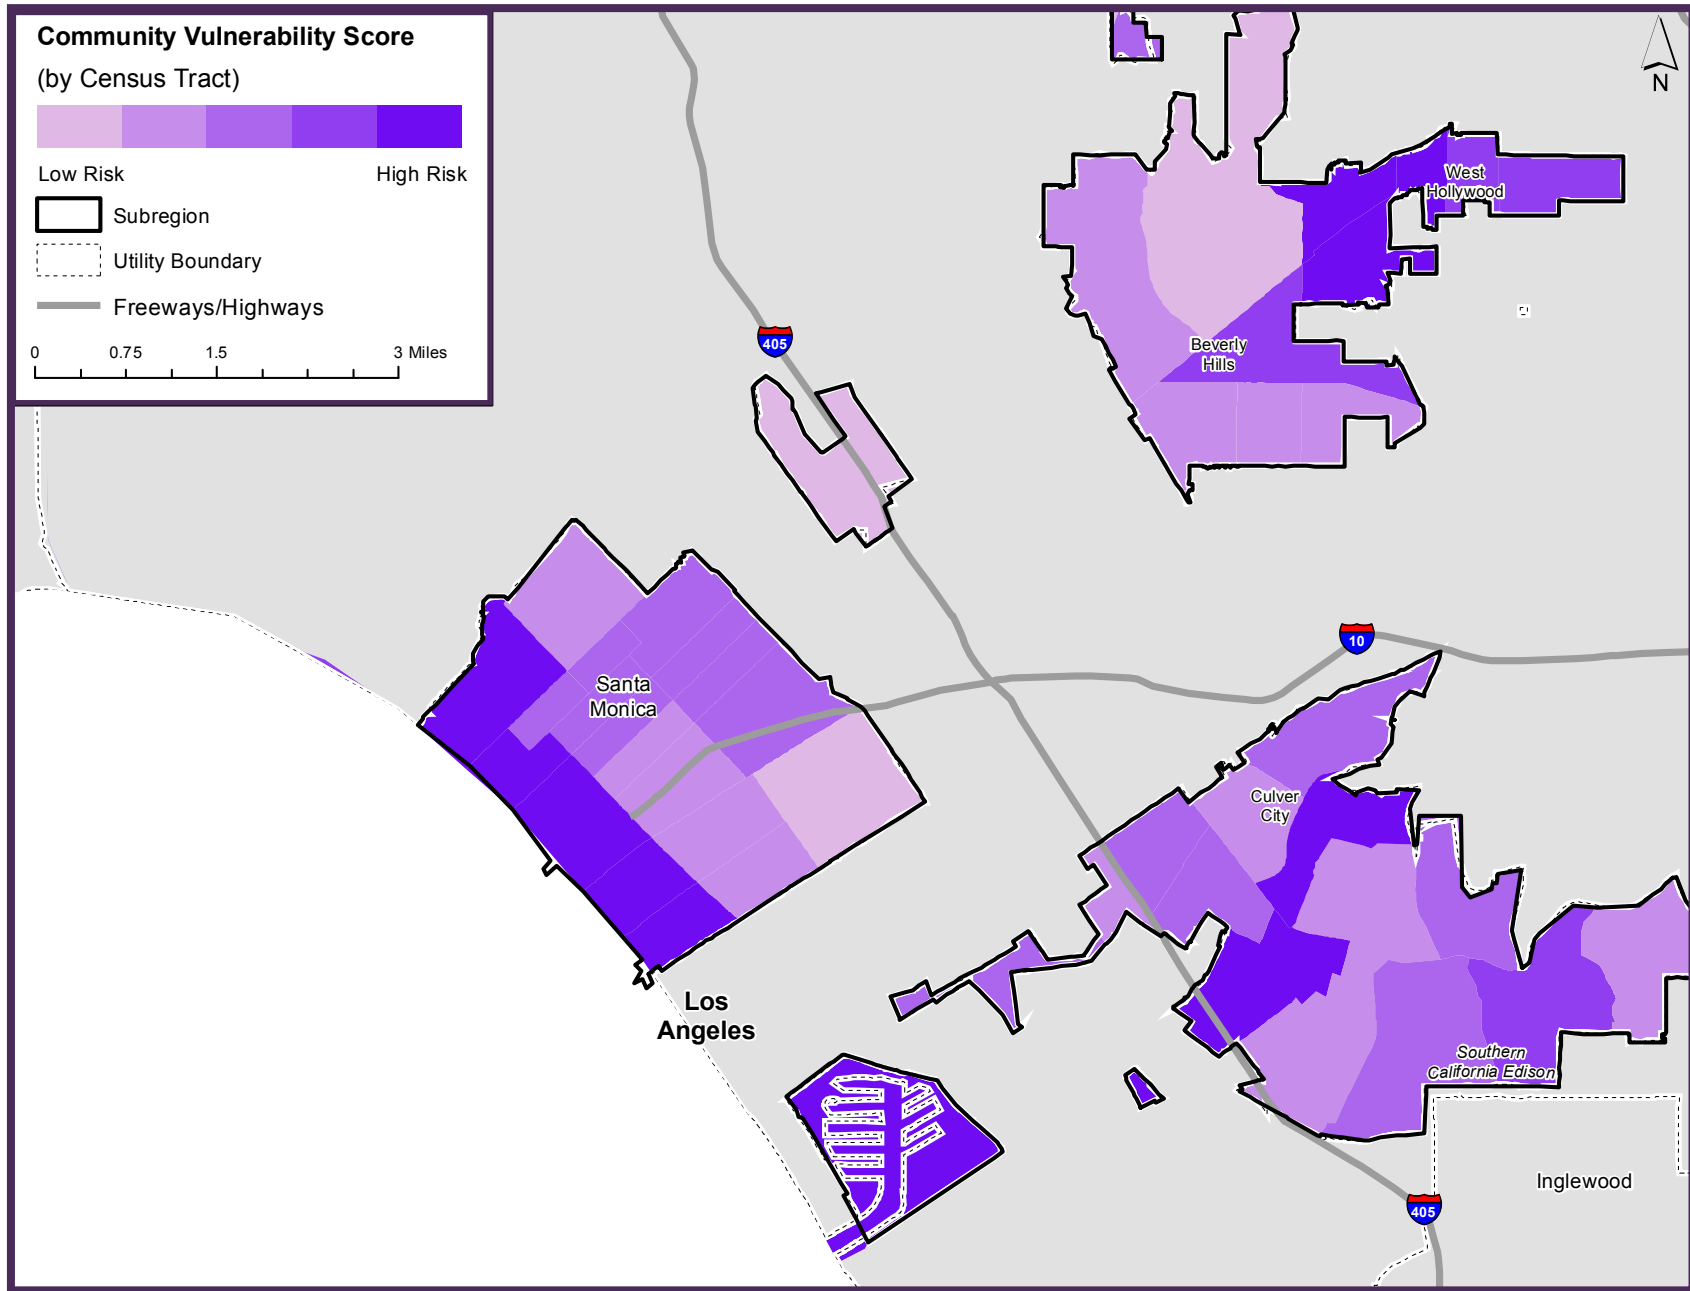 Community Vulnerability Score
(by Census Tract)
Low Risk
High Risk
Subregion
Utility Boundary
Freeways/Highways
0 0.75 1.5 3 Miles
N
West
Hollywood
405
Beverly
Hills
10
Santa
Monica
Culver
City
Los
Angeles
Southern
California Edison
Inglewood
405